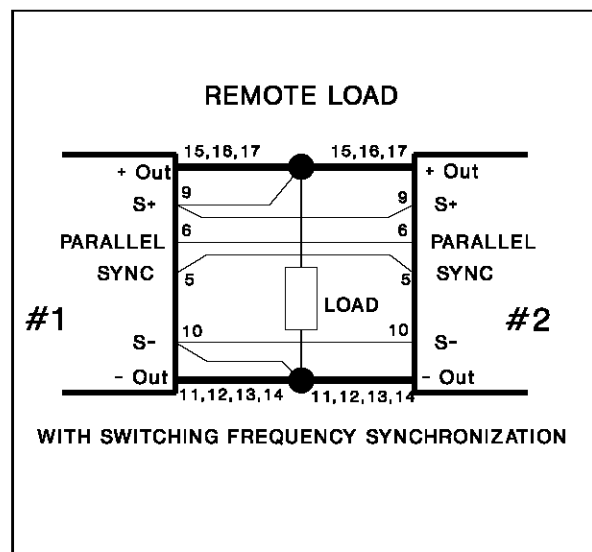 REMOTE LOAD
15,16,17 15,16,17
+ Out + Out
9 9
S+ S+
6 6
PARALLEL PARALLEL
SYNC SYNC
5 5
LOAD
#1 #2
10 10
S- S-
- Out - Out
11,12,13,14 11,12,13,14
WITH SWITCHING FREQUENCY SYNCHRONIZATION